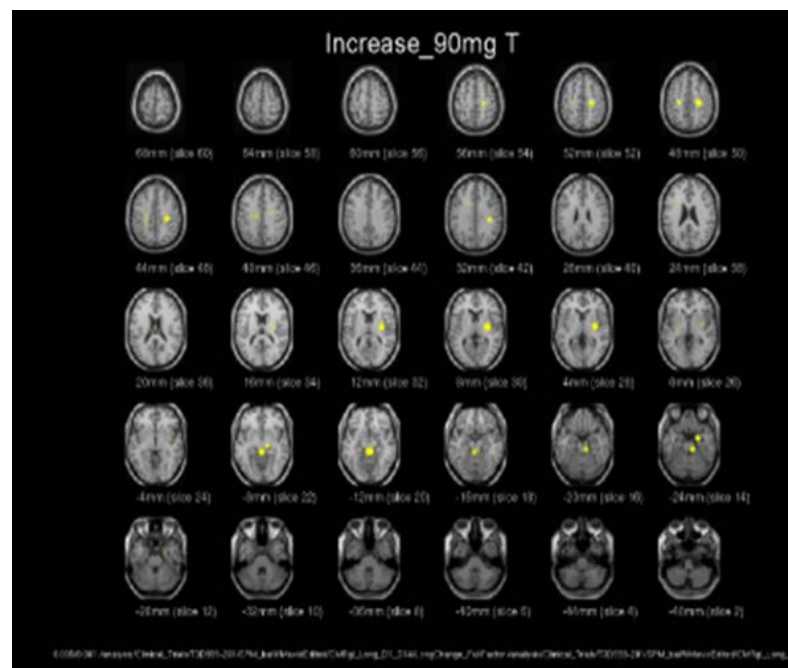 Increase_90mg T
68mm (slice 60) 64mm (slice 58) 60mm (slice 56) 56mm (slice 54) 52mm (slice 52) 48mm (slice 50)
44mm (slice 48) 40mm (slice 46) 36mm (slice 44) 32mm (slice 42) 28mm (slice 40) 24mm (slice 38)
20mm (slice 36) 16mm (slice 34) 12mm (slice 32) 8mm (slice 30) 4mm (slice 28) 0mm (slice 26)
-4mm (slice 24) -8mm (slice 22) -12mm (slice 20) -16mm (slice 18) -20mm (slice 16) -24mm (slice 14)
-28mm (slice 12) -32mm (slice 10) -36mm (slice 8) -40mm (slice 6) -44mm (slice 4) -48mm (slice 2)